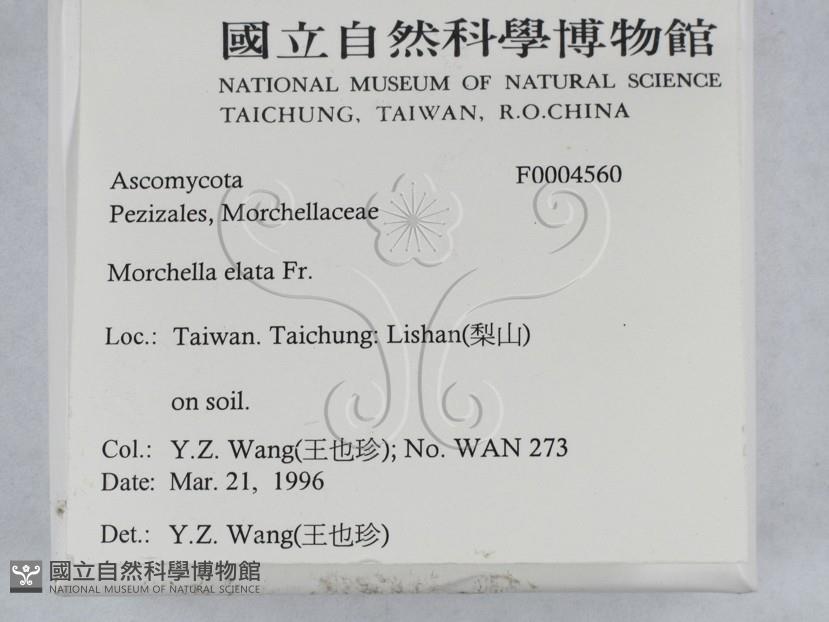 國立自然科學博物館
NATIONAL MUSEUM OF NATURAL SCIENCE
TAICHUNG, TAIWAN, R.O.CHINA
Ascomycota F0004560
Pezizales, Morchellaceae
Morchella elata Fr.
Loc.: Taiwan. Taichung: Lishan(梨山)
on soil.
Col.: Y.Z. Wang(王也珍); No. WAN 273
Date: Mar. 21, 1996
Det.: Y.Z. Wang(王也珍)
國立自然科學博物館
NATIONAL MUSEUM OF NATURAL SCIENCE